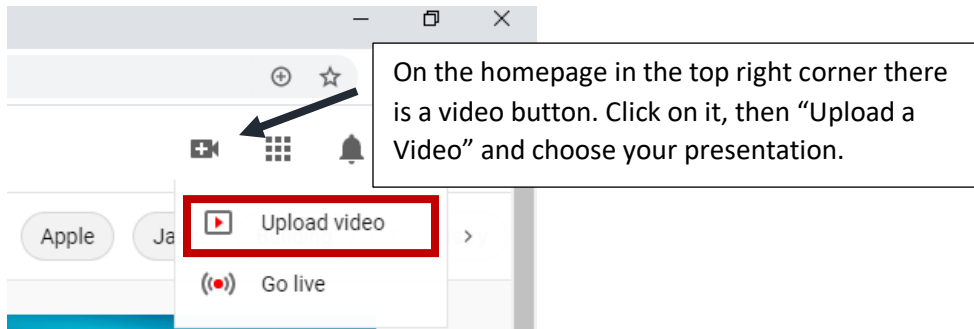 On the homepage in the top right corner there
is a video button. Click on it, then “Upload a
Video” and choose your presentation.
Apple
Ja
Upload video
Go live